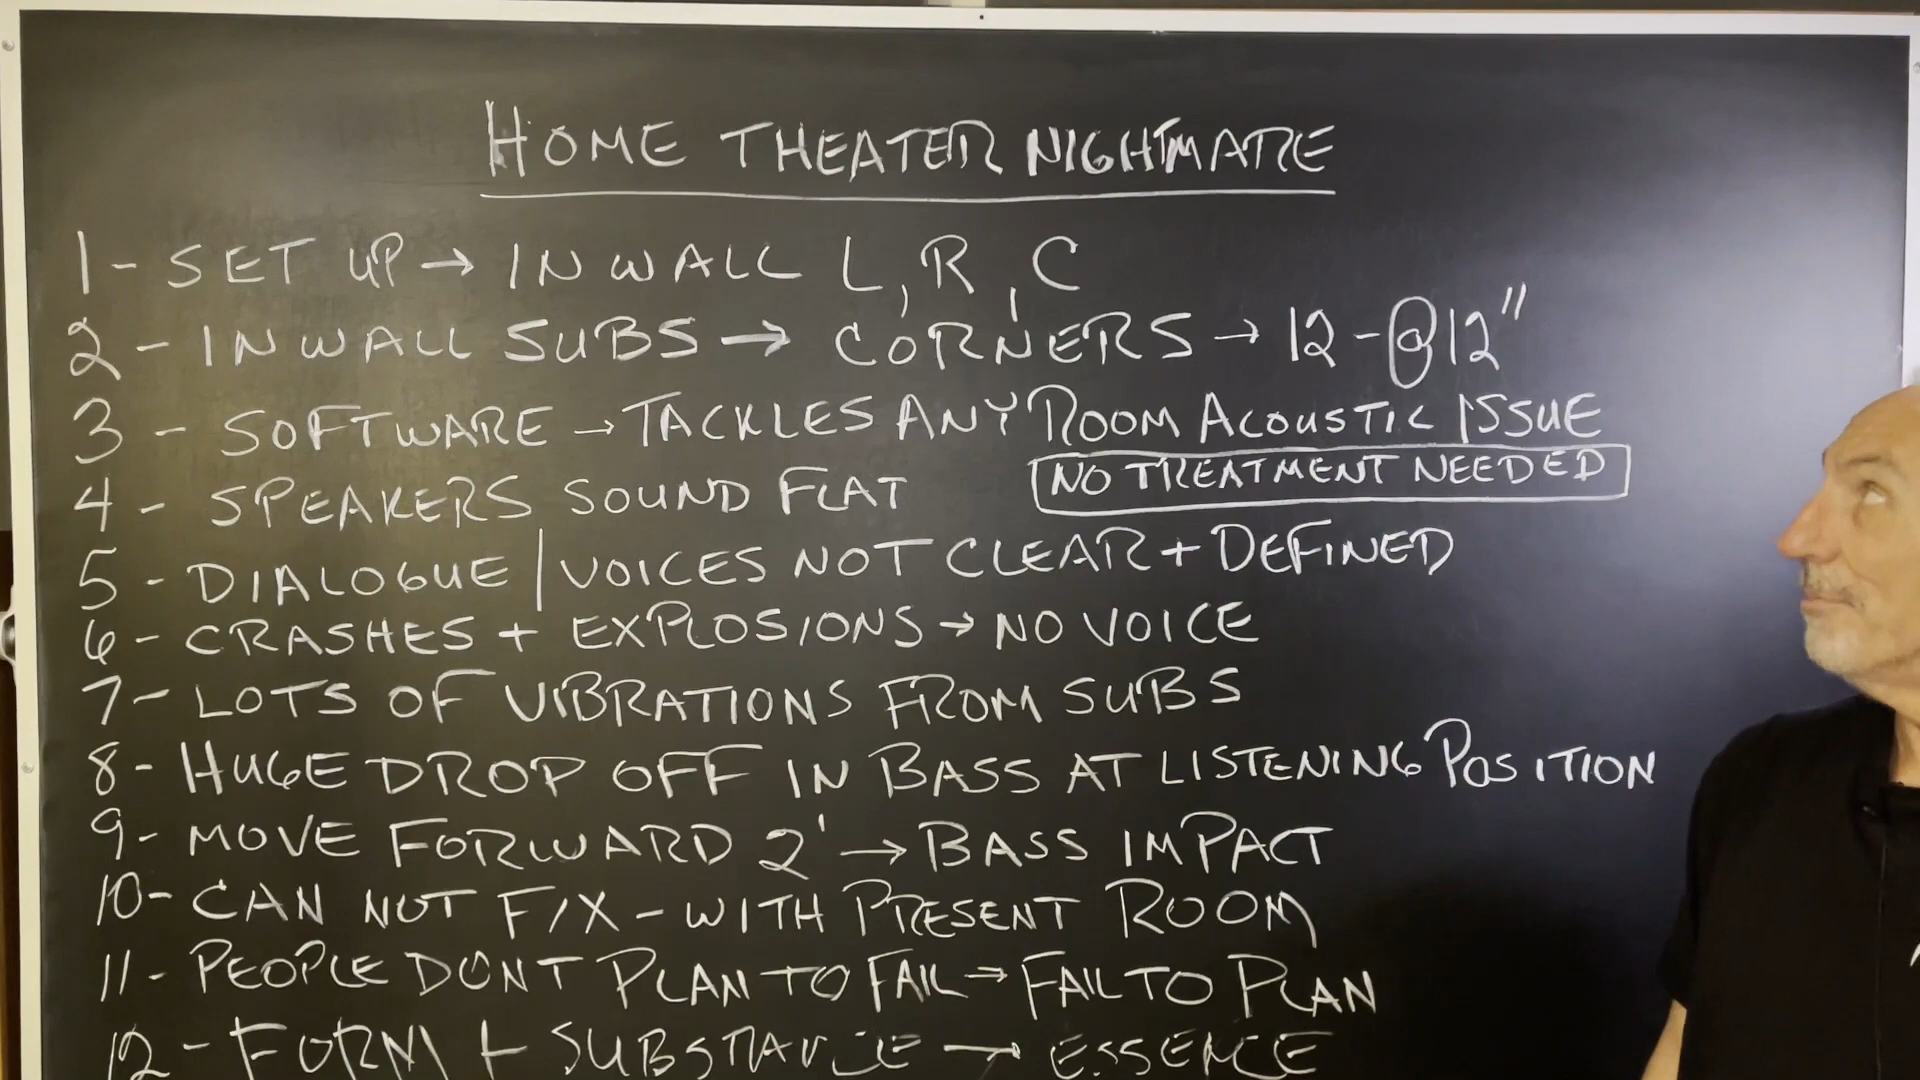 HOME THEATER NIGHTMARE
1- SET UP → IN WALL L, R, C
2 - IN WALL SUBS → CORNERS → 12 - @ 12"
3 - SOFTWARE → TACKLES ANY ROOM ACOUSTIC ISSUE
NO TREATMENT NEEDED
4 - SPEAKERS SOUND FLAT
5 - DIALOGUE | VOICES NOT CLEAR + DEFINED
6 - CRASHES + EXPLOSIONS → NO VOICE
7 - LOTS OF VIBRATIONS FROM SUBS
8 - HUGE DROP OFF IN BASS AT LISTENING POSITION
9 - MOVE FORWARD 2' → BASS IMPACT
10 - CAN NOT FIX - WITH PRESENT ROOM
11 - PEOPLE DONT PLAN TO FAIL → FAIL TO PLAN
12 - FORM + SUBSTANCE → ESSENCE